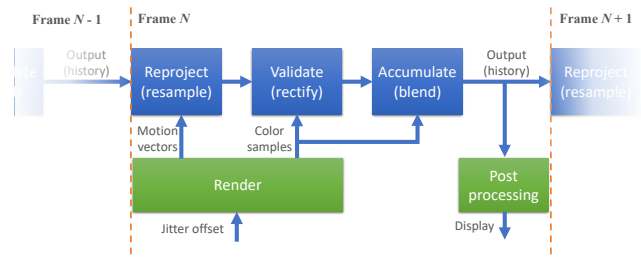 Frame N - 1
Frame N
Frame N + 1
Output
(history)
Reproject
(resample)
Validate
(rectify)
Accumulate
(blend)
Output
(history)
Reproject
(resample)
Motion
vectors
Color
samples
Render
Post
processing
Jitter offset
Display